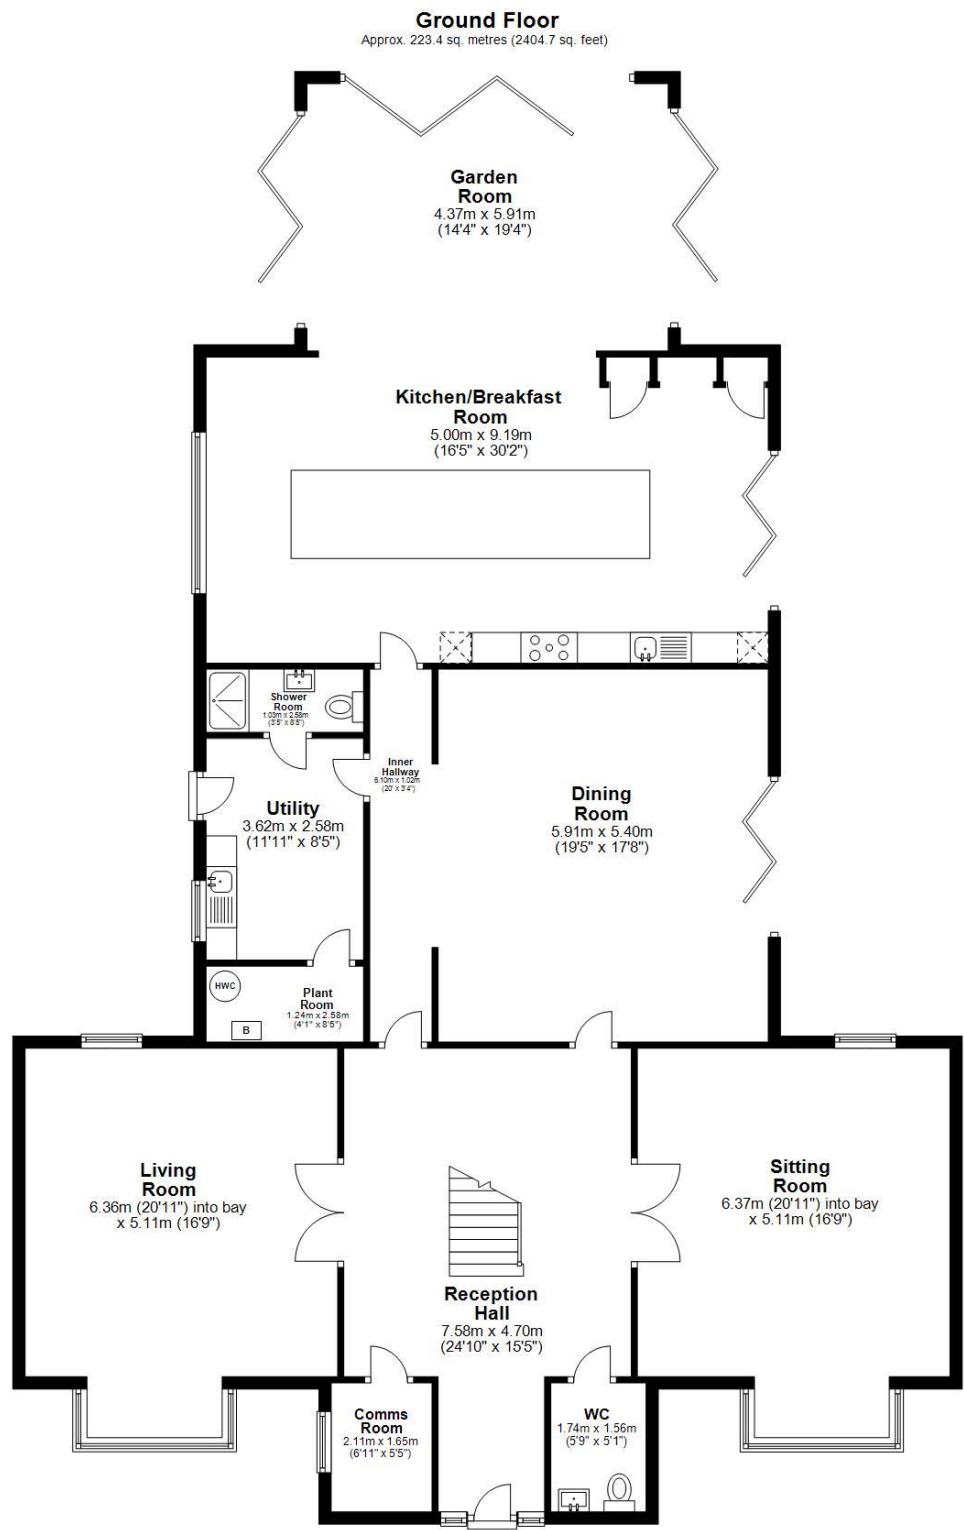 Ground Floor
Approx. 223.4 sq. metres (2404.7 sq. feet)
Garden
Room
4.37m x 5.91m
(14'4" x 19'4")
Kitchen/Breakfast
Room
5.00m x 9.19m
(16'5" x 30'2")
Shower
Room
1.03m x 2.58m
(3'5" x 8'5")
Inner
Hallway
6.10m x 1.02m
(20' x 3'4")
Utility
3.62m x 2.58m
(11'11" x 8'5")
Dining
Room
5.91m x 5.40m
(19'5" x 17'8")
HWC
Plant
Room
1.24m x 2.58m
(4'1" x 8'5")
B
Living
Room
6.36m (20'11") into bay
x 5.11m (16'9")
Sitting
Room
6.37m (20'11") into bay
x 5.11m (16'9")
Reception
Hall
7.58m x 4.70m
(24'10" x 15'5")
Comms
Room
2.11m x 1.65m
(6'11" x 5'5")
WC
1.74m x 1.56m
(5'9" x 5'1")